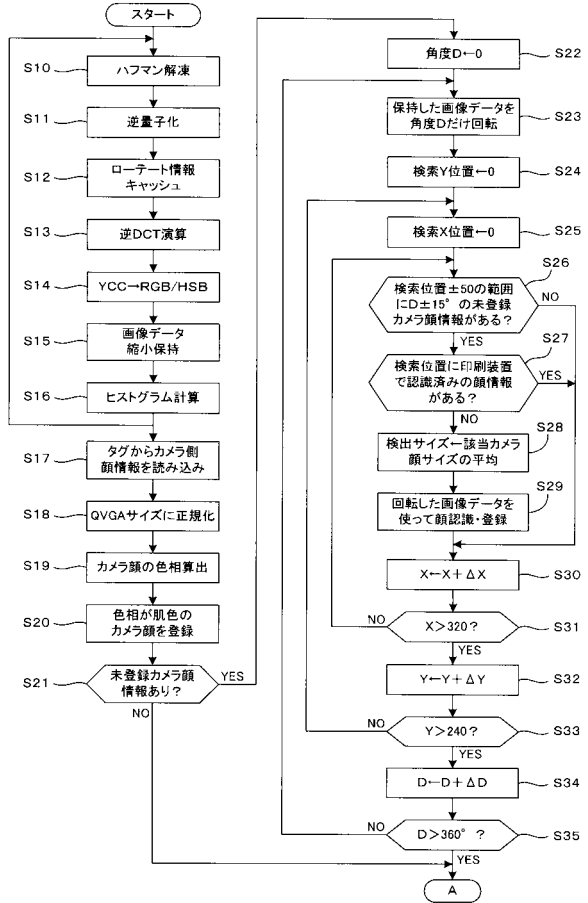 スタート
S10
ハフマン解凍
S11
逆量子化
S12
ローテート情報
キャッシュ
S13
逆DCT演算
S14
YCC→RGB/HSB
S15
画像データ
縮小保持
S16
ヒストグラム計算
S17
タグからカメラ側
顔情報を読み込み
S18
QVGAサイズに正規化
S19
カメラ顔の色相算出
S20
色相が肌色の
カメラ顔を登録
S21
未登録カメラ顔
情報あり?
YES
NO
角度D←0
S22
保持した画像データを
角度Dだけ回転
S23
検索Y位置←0
S24
検索X位置←0
S25
S26
検索位置±50の範囲
にD±15°の未登録
カメラ顔情報がある?
NO
YES
S27
検索位置に印刷装置
で認識済みの顔情報
がある?
YES
NO
検出サイズ←該当カメラ
顔サイズの平均
S28
回転した画像データを
使って顔認識・登録
S29
X←X+ΔX
S30
NO
X>320?
S31
YES
Y←Y+ΔY
S32
NO
Y>240?
S33
YES
D←D+ΔD
S34
NO
D>360°?
S35
YES
A